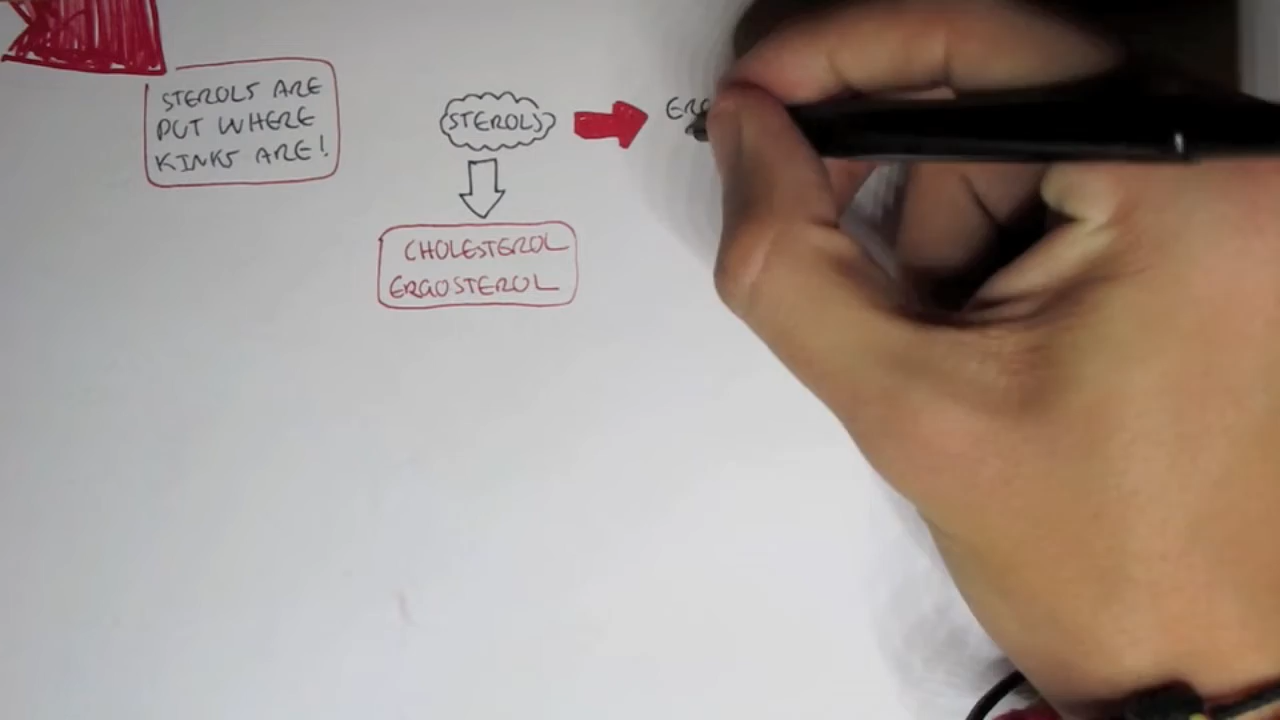 STEROLS ARE
PUT WHERE
KINKS ARE!
STEROLS
CHOLESTEROL
ERGOSTEROL